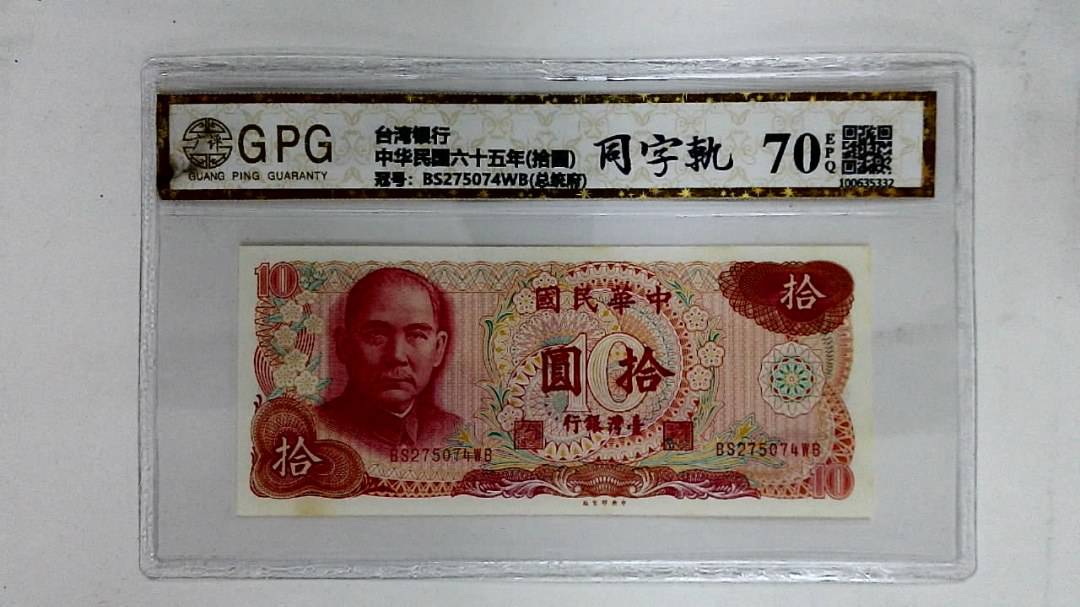 GPG
GUANG PING GUARANTY
台湾银行
中华民国六十五年(拾圆)
冠号：BS275074WB(总统府)
同字軌
70
EPQ
100635332
10
國民華中
拾
圓拾
10
行銀灣臺
拾
BS275074WB
BS275074WB
10